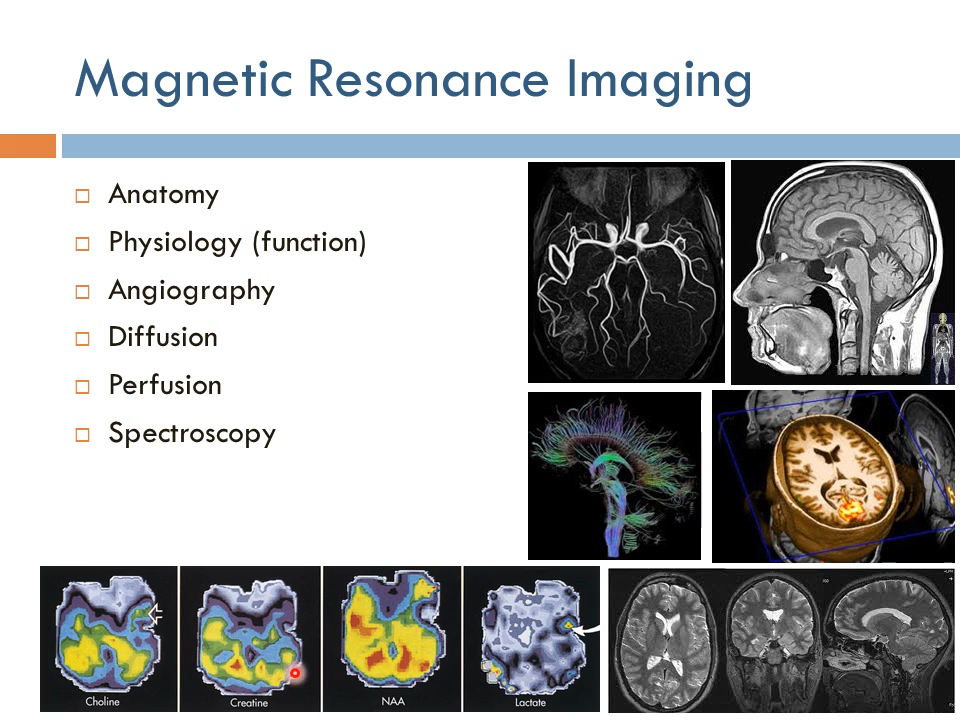 Magnetic Resonance Imaging
Anatomy
Physiology (function)
Angiography
Diffusion
Perfusion
Spectroscopy
Choline
Creatine
NAA
Lactate